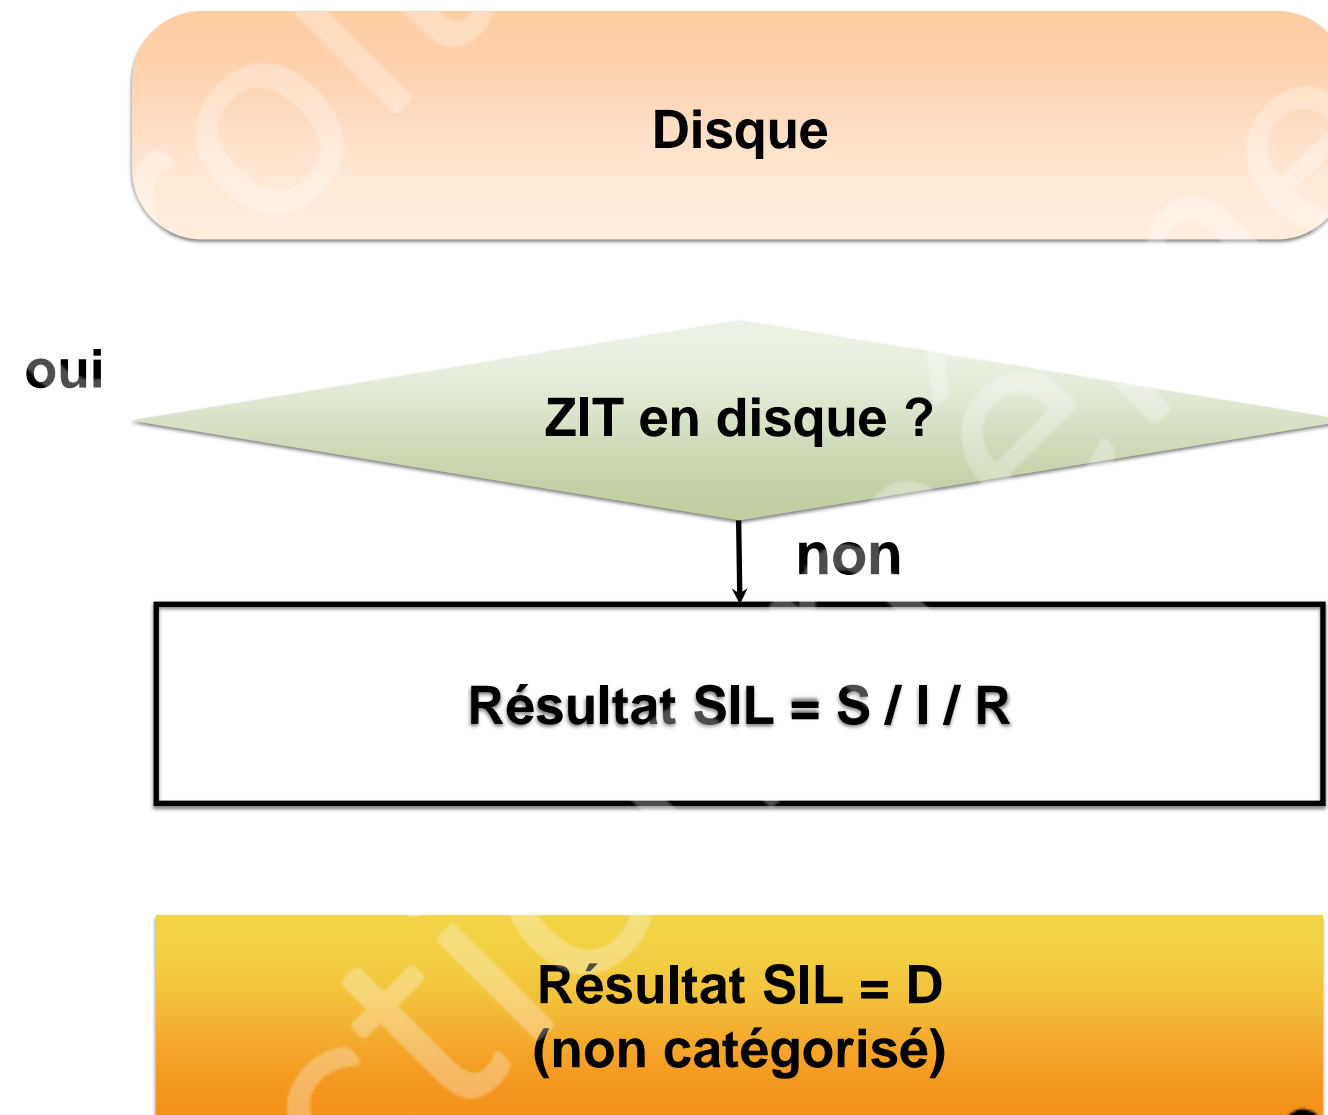 Disque
oui
ZIT en disque ?
non
Résultat SIL = S / I / R
Résultat SIL = D
(non catégorisé)